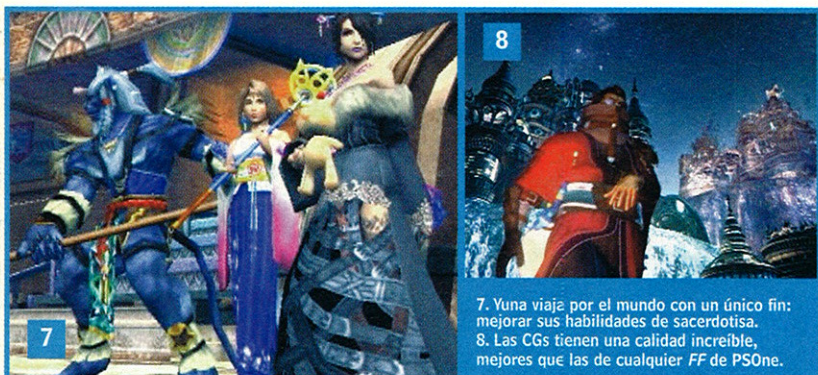 7
8
7. Yuna viaja por el mundo con un único fin:
mejorar sus habilidades de sacerdotisa.
8. Las CGs tienen una calidad increíble,
mejores que las de cualquier FF de PSOne.